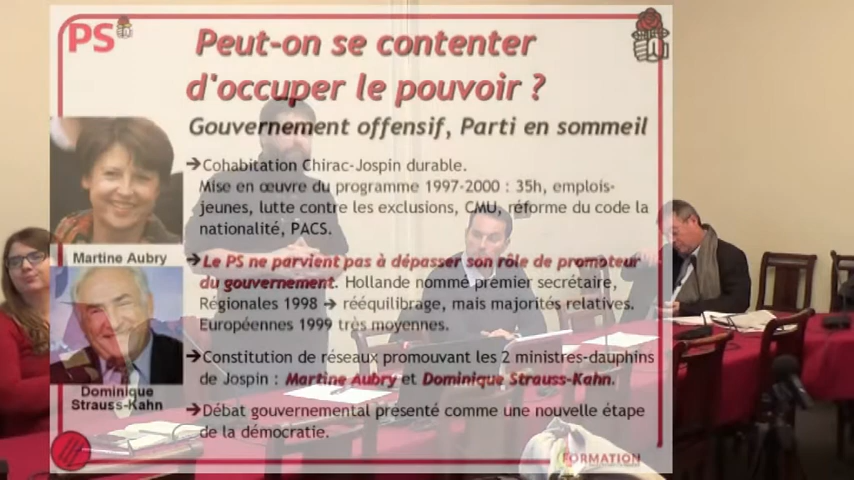 PS
Peut-on se contenter
d'occuper le pouvoir ?
Gouvernement offensif, Parti en sommeil
➔Cohabitation Chirac-Jospin durable.
Mise en œuvre du programme 1997-2000 : 35h, emplois-
jeunes, lutte contre les exclusions, CMU, réforme du code la
nationalité, PACS.
Martine Aubry
➔Le PS ne parvient pas à dépasser son rôle de promoteur
du gouvernement. Hollande nommé premier secrétaire,
Régionales 1998 ➔ rééquilibrage, mais majorités relatives.
Européennes 1999 très moyennes.
➔Constitution de réseaux promouvant les 2 ministres-dauphins
de Jospin : Martine Aubry et Dominique Strauss-Kahn.
Dominique
Strauss-Kahn
➔Débat gouvernemental présenté comme une nouvelle étape
de la démocratie.
FORMATION